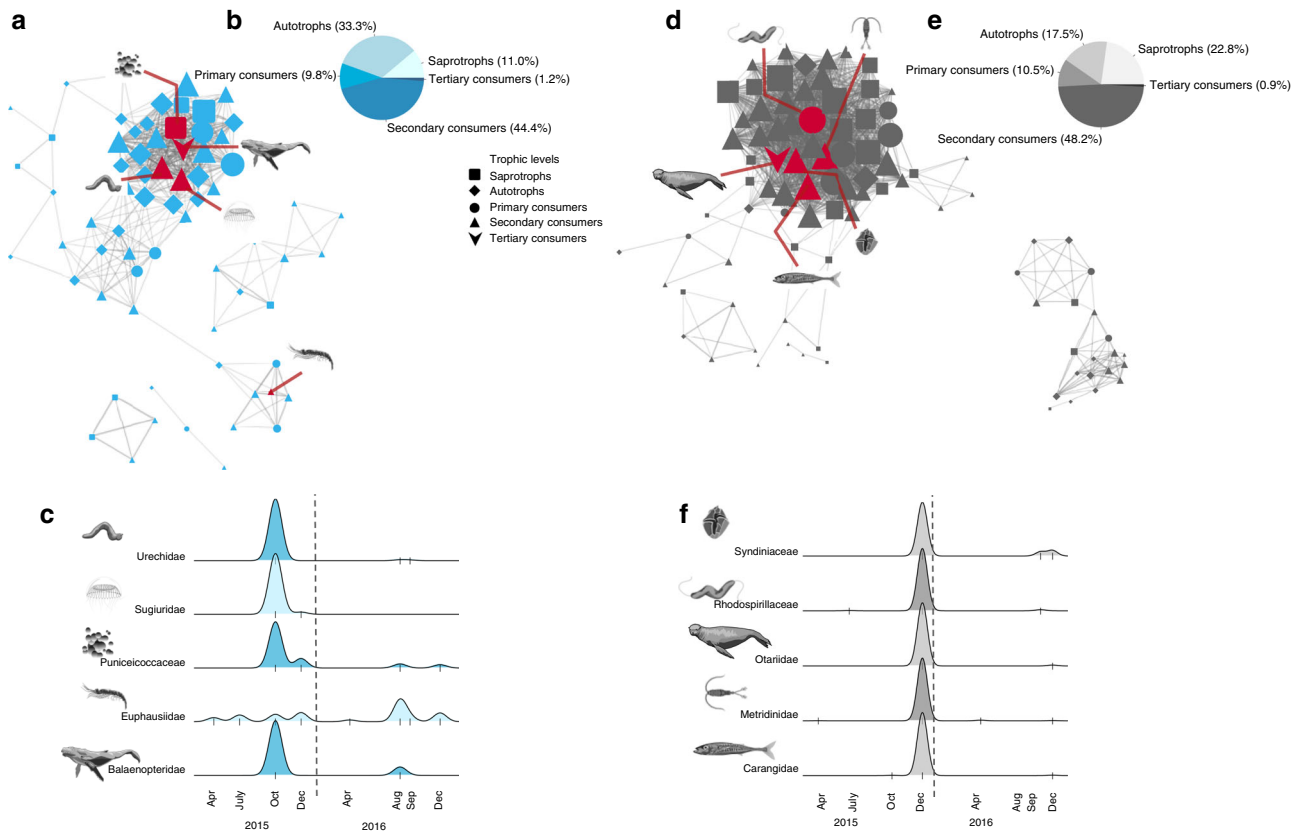 a
b
Autotrophs (33.3%)
Saprotrophs (11.0%)
Primary consumers (9.8%)
Tertiary consumers (1.2%)
Secondary consumers (44.4%)
Trophic levels
Saprotrophs
Autotrophs
Primary consumers
Secondary consumers
Tertiary consumers
d
e
Autotrophs (17.5%)
Saprotrophs (22.8%)
Primary consumers (10.5%)
Tertiary consumers (0.9%)
Secondary consumers (48.2%)
c
Urechidae
Sugiuridae
Puniceicoccaceae
Euphausiidae
Balaenopteridae
Apr July Oct Dec Apr Aug Sep Dec
2015 2016
f
Syndiniaceae
Rhodospirillaceae
Otariidae
Metridinidae
Carangidae
Apr July Oct Dec Apr Aug Sep Dec
2015 2016